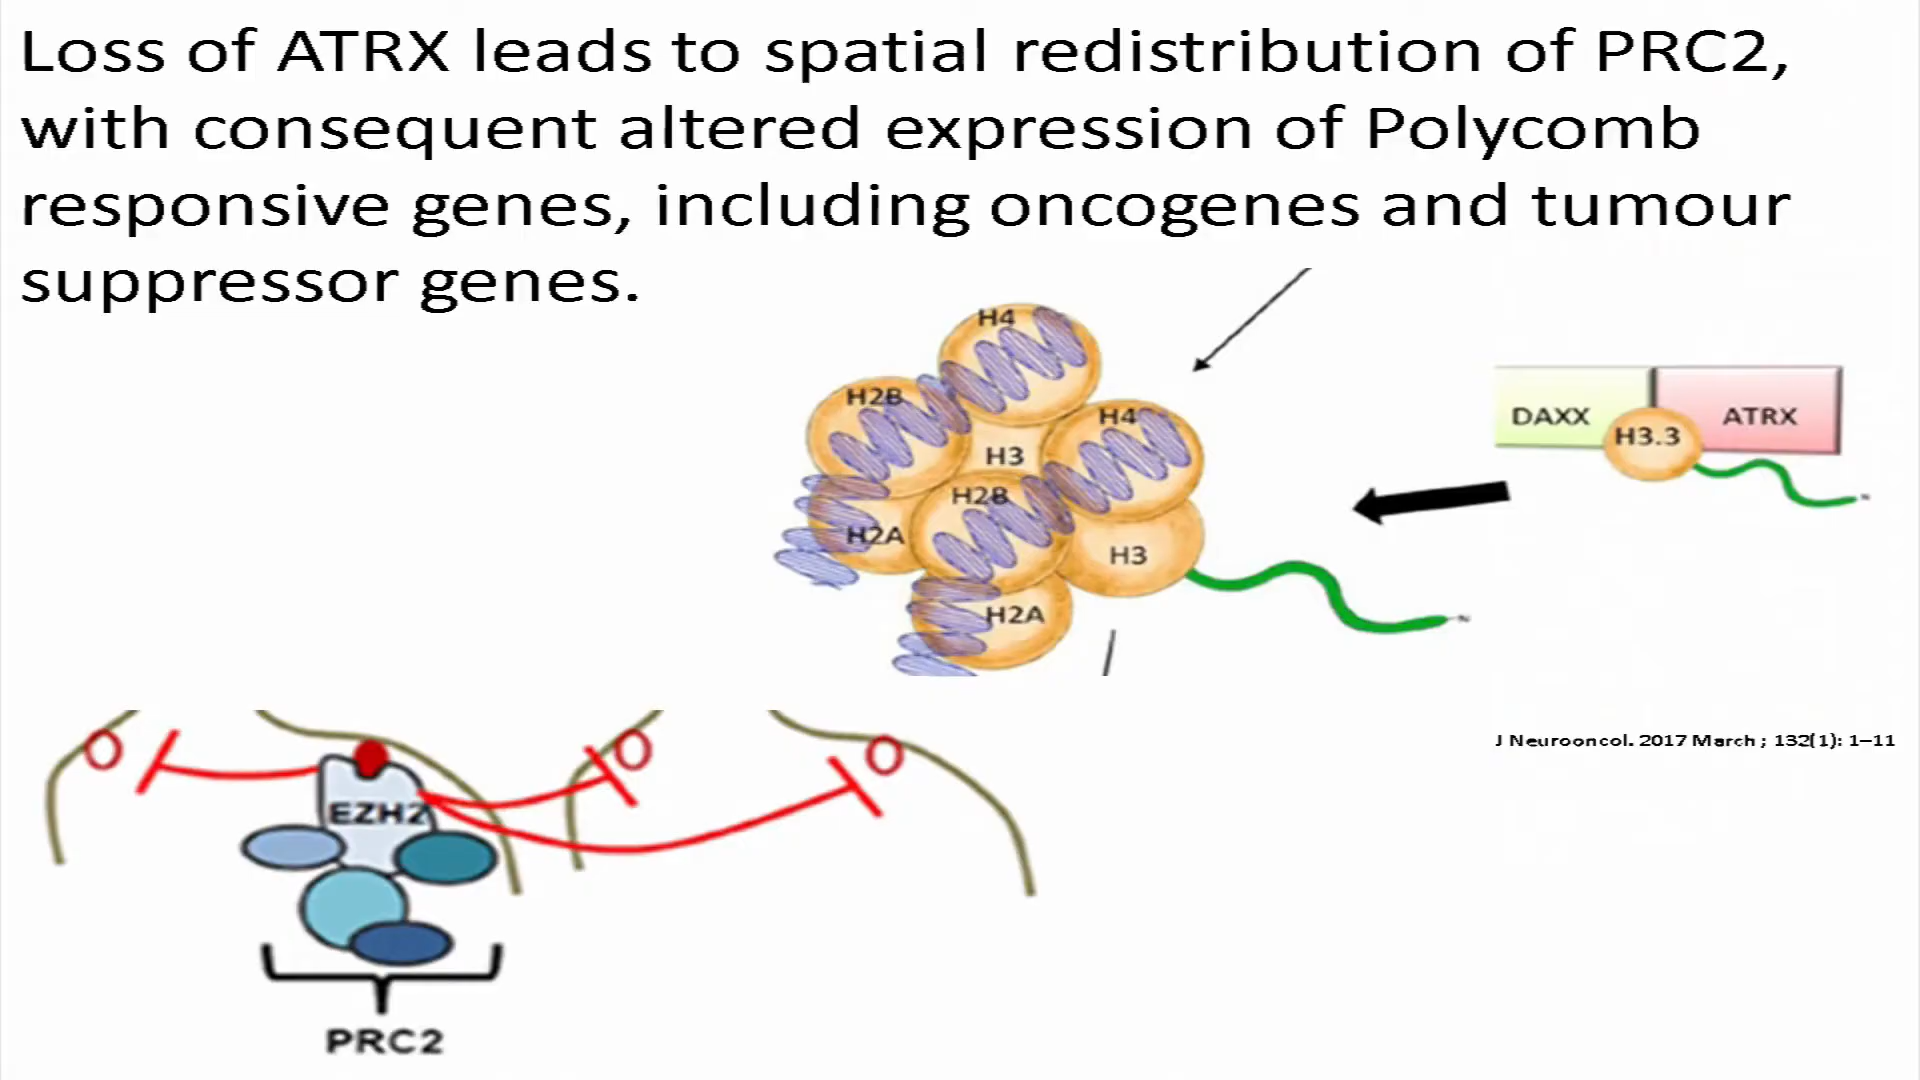 Loss of ATRX leads to spatial redistribution of PRC2,
with consequent altered expression of Polycomb
responsive genes, including oncogenes and tumour
suppressor genes.
H4
H2B
H4
H3
H2B
H2A
H3
H2A
DAXX
ATRX
H3.3
J Neurooncol. 2017 March ; 132(1): 1–11
EZH2
PRC2